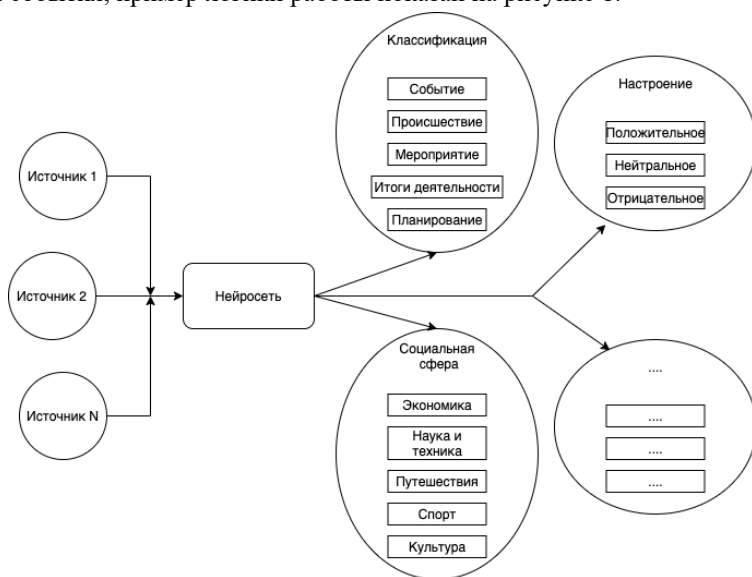 Классификация
Событие
Происшествие
Мероприятие
Итоги деятельности
Планирование
Настроение
Положительное
Нейтральное
Отрицательное
Источник 1
Источник 2
Источник N
Нейросеть
Социальная
сфера
Экономика
Наука и
техника
Путешествия
Спорт
Культура
....
....
....
....